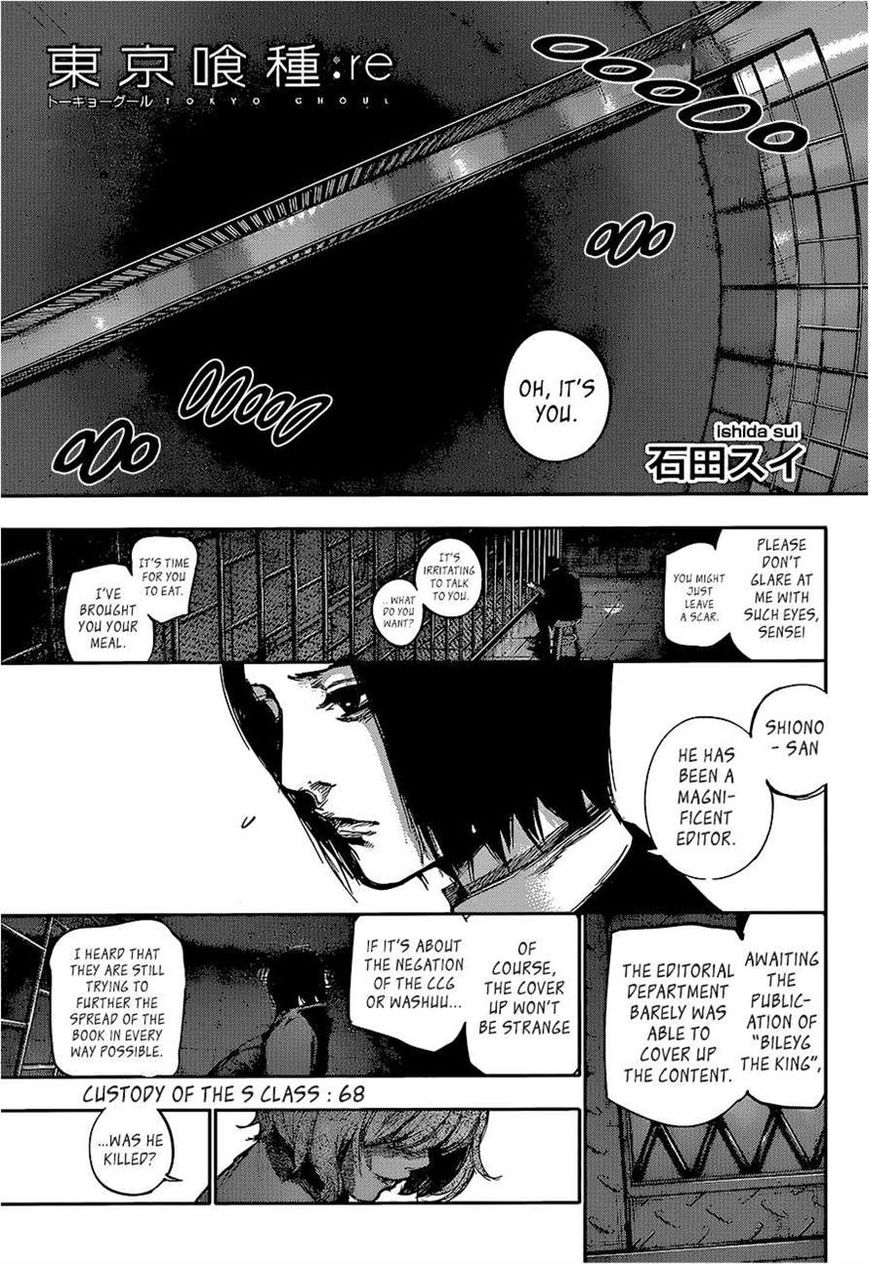 東京喰種:re
トーキョーグール TOKYO GHOUL
OH, IT'S
YOU.
ishida sui
石田スイ
PLEASE
DON'T
GLARE AT
ME WITH
SUCH EYES,
SENSEI
YOU MIGHT
JUST
LEAVE
A SCAR.
IT'S
IRRITATING
TO TALK
TO YOU.
..WHAT
DO YOU
WANT?
IT'S TIME
FOR YOU
TO EAT.
I'VE
BROUGHT
YOU YOUR
MEAL.
SHIONO
-SAN
HE HAS
BEEN A
MAGNI-
FICENT
EDITOR.
AWAITING
THE
PUBLIC-
ATION OF
"BILEYG
THE KING",
THE EDITORIAL
DEPARTMENT
BARELY WAS
ABLE TO
COVER UP
THE CONTENT.
OF
COURSE,
THE COVER
UP WON'T
BE STRANGE
IF IT'S ABOUT
THE NEGATION
OF THE CCG
OR WASHUU...
I HEARD THAT
THEY ARE STILL
TRYING TO
FURTHER THE
SPREAD OF THE
BOOK IN EVERY
WAY POSSIBLE.
CUSTODY OF THE S CLASS : 68
...WAS HE
KILLED?